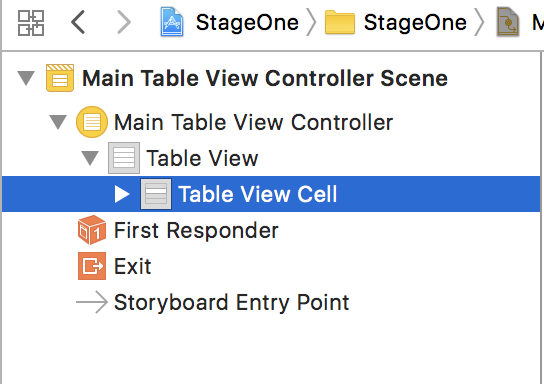 StageOne StageOne M
Main Table View Controller Scene
Main Table View Controller
Table View
Table View Cell
First Responder
Exit
Storyboard Entry Point